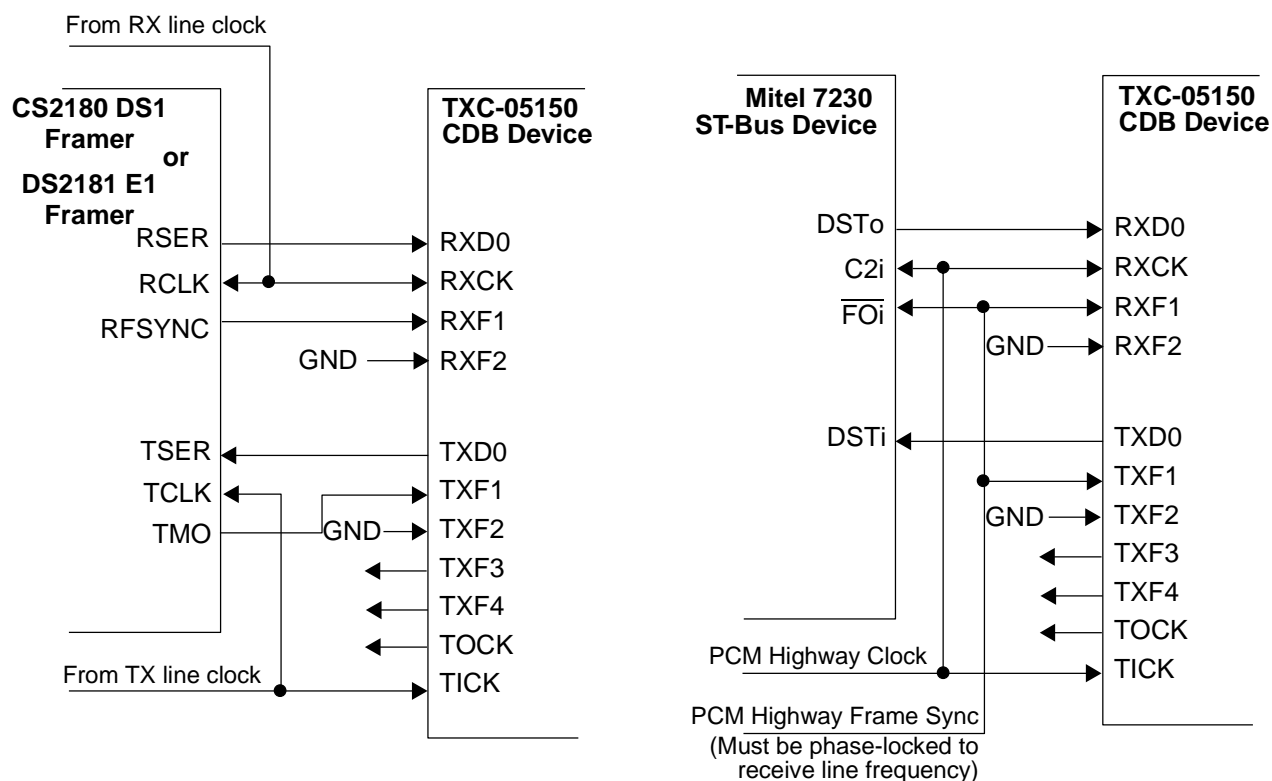 From RX line clock
CS2180 DS1
Framer
or
DS2181 E1
Framer
TXC-05150
CDB Device
RSER
RCLK
RFSYNC
GND
RXD0
RXCK
RXF1
RXF2
TSER
TCLK
TMO
GND
TXD0
TXF1
TXF2
TXF3
TXF4
TOCK
TICK
From TX line clock
Mitel 7230
ST-Bus Device
TXC-05150
CDB Device
DSTo
C2i
FOi
GND
RXD0
RXCK
RXF1
RXF2
DSTi
GND
TXD0
TXF1
TXF2
TXF3
TXF4
TOCK
TICK
PCM Highway Clock
PCM Highway Frame Sync
(Must be phase-locked to
receive line frequency)